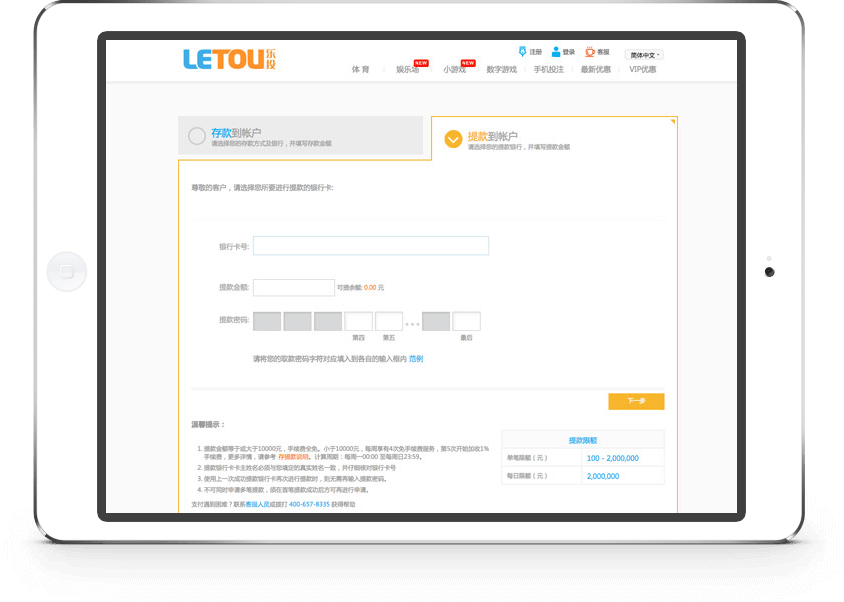 LETOU乐投
注册 登录 客服 简体中文
体育 娱乐场 NEW 小游戏 NEW 数字游戏 手机投注 最新优惠 VIP优惠
存款到帐户
请选择您的存款方式及银行，并填写存款金额
提款到帐户
请选择您的提款银行，并填写提款金额
尊敬的客户，请选择您所要进行提款的银行卡:
银行卡号:
提款金额: 可提余额: 0.00 元
提款密码:
第四 第五 最后
请将您的取款密码字符对应填入到各自的输入框内 范例
下一步
温馨提示：
1. 提款金额等于或大于10000元，手续费全免。小于10000元，每周享有4次免手续费服务，第5次开始加收1%
手续费，更多详情，请参考 存提款说明。计算周期：每周一00:00 至每周日23:59。
2. 提款银行卡卡主姓名必须与您填定的真实姓名一致，并仔细核对银行卡号
3. 使用上一次成功提款银行卡再次进行提款时，则无需再输入提款密码。
4. 不可同时申请多笔提款，须在首笔提款成功后方可再进行申请。
支付遇到困难？联系客服人员或拨打 400-657-8335 获得帮助
提款限额
单笔限额（元） 100 - 2,000,000
每日限额（元） 2,000,000